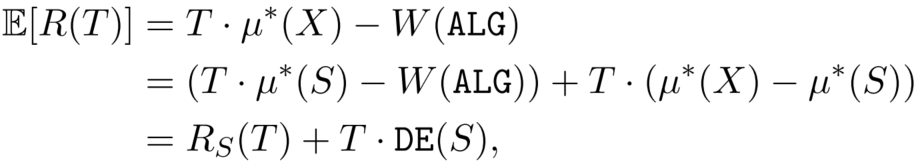 𝔼[R(T)] = T · μ*(X) − W(ALG)
= (T · μ*(S) − W(ALG)) + T · (μ*(X) − μ*(S))
= R_S(T) + T · DE(S),